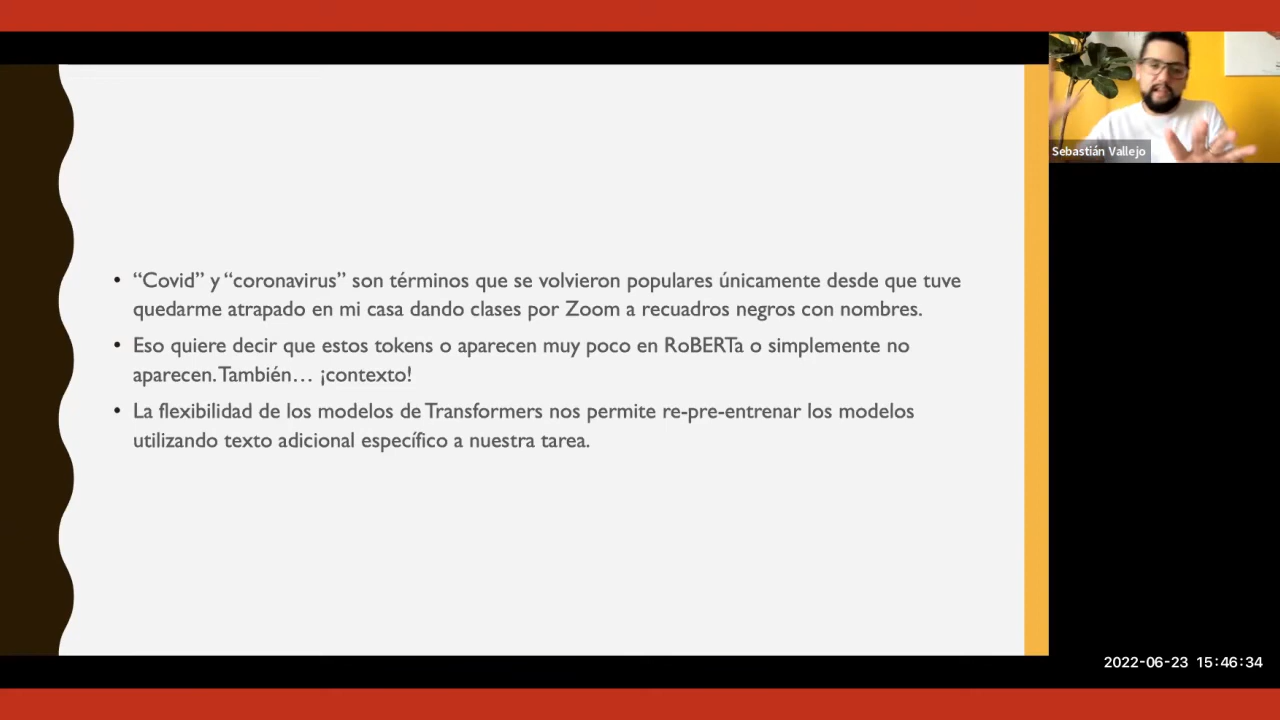 Sebastián Vallejo
• “Covid” y “coronavirus” son términos que se volvieron populares únicamente desde que tuve
quedarme atrapado en mi casa dando clases por Zoom a recuadros negros con nombres.
• Eso quiere decir que estos tokens o aparecen muy poco en RoBERTa o simplemente no
aparecen. También… ¡contexto!
• La flexibilidad de los modelos de Transformers nos permite re-pre-entrenar los modelos
utilizando texto adicional específico a nuestra tarea.
2022-06-23 15:46:34